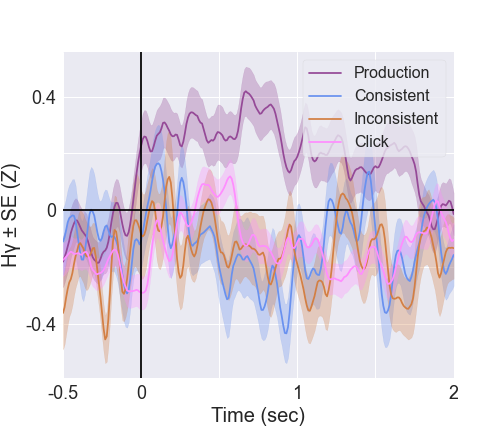 Production
Consistent
Inconsistent
Click
0.4
0
-0.4
Hγ ± SE (Z)
-0.5
0
1
2
Time (sec)